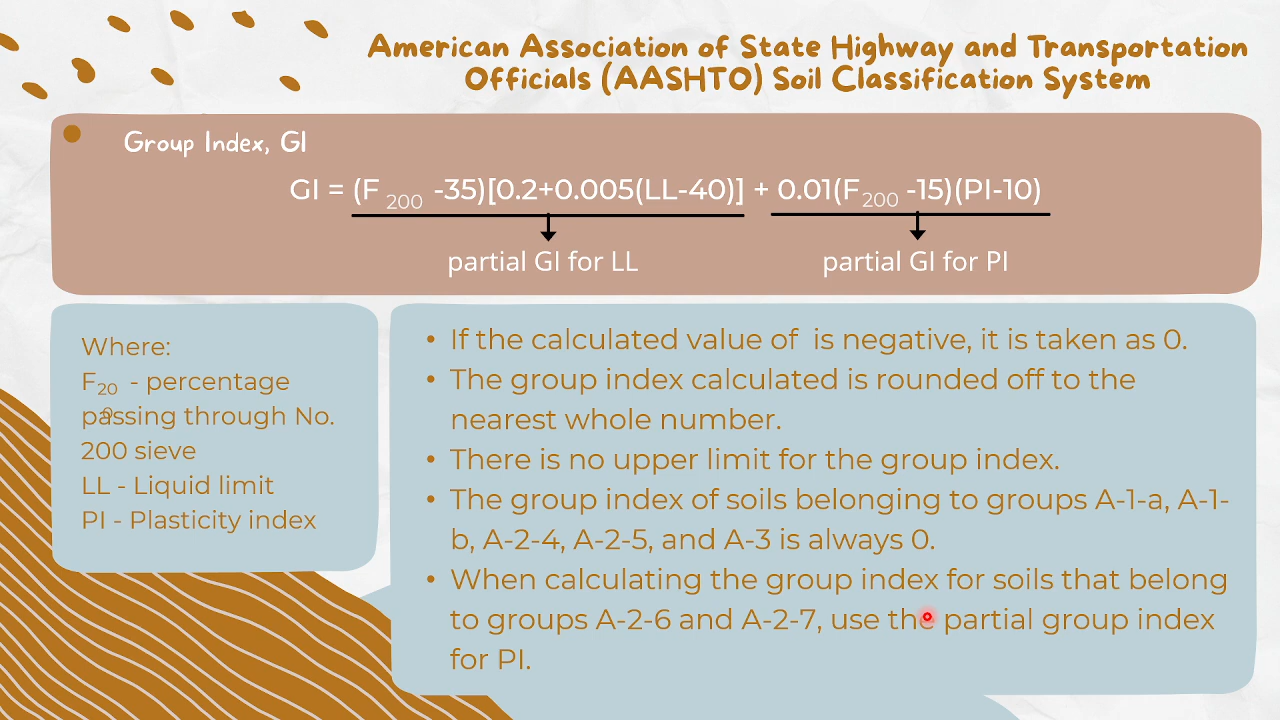 American Association of State Highway and Transportation
Officials (AASHTO) Soil Classification System
Group Index, GI
GI = (F 200 -35)[0.2+0.005(LL-40)] + 0.01(F200 -15)(PI-10)
partial GI for LL
partial GI for PI
Where:
F200 - percentage
passing through No.
200 sieve
LL - Liquid limit
PI - Plasticity index
• If the calculated value of  is negative, it is taken as 0.
• The group index calculated is rounded off to the
nearest whole number.
• There is no upper limit for the group index.
• The group index of soils belonging to groups A-1-a, A-1-
b, A-2-4, A-2-5, and A-3 is always 0.
• When calculating the group index for soils that belong
to groups A-2-6 and A-2-7, use the partial group index
for PI.